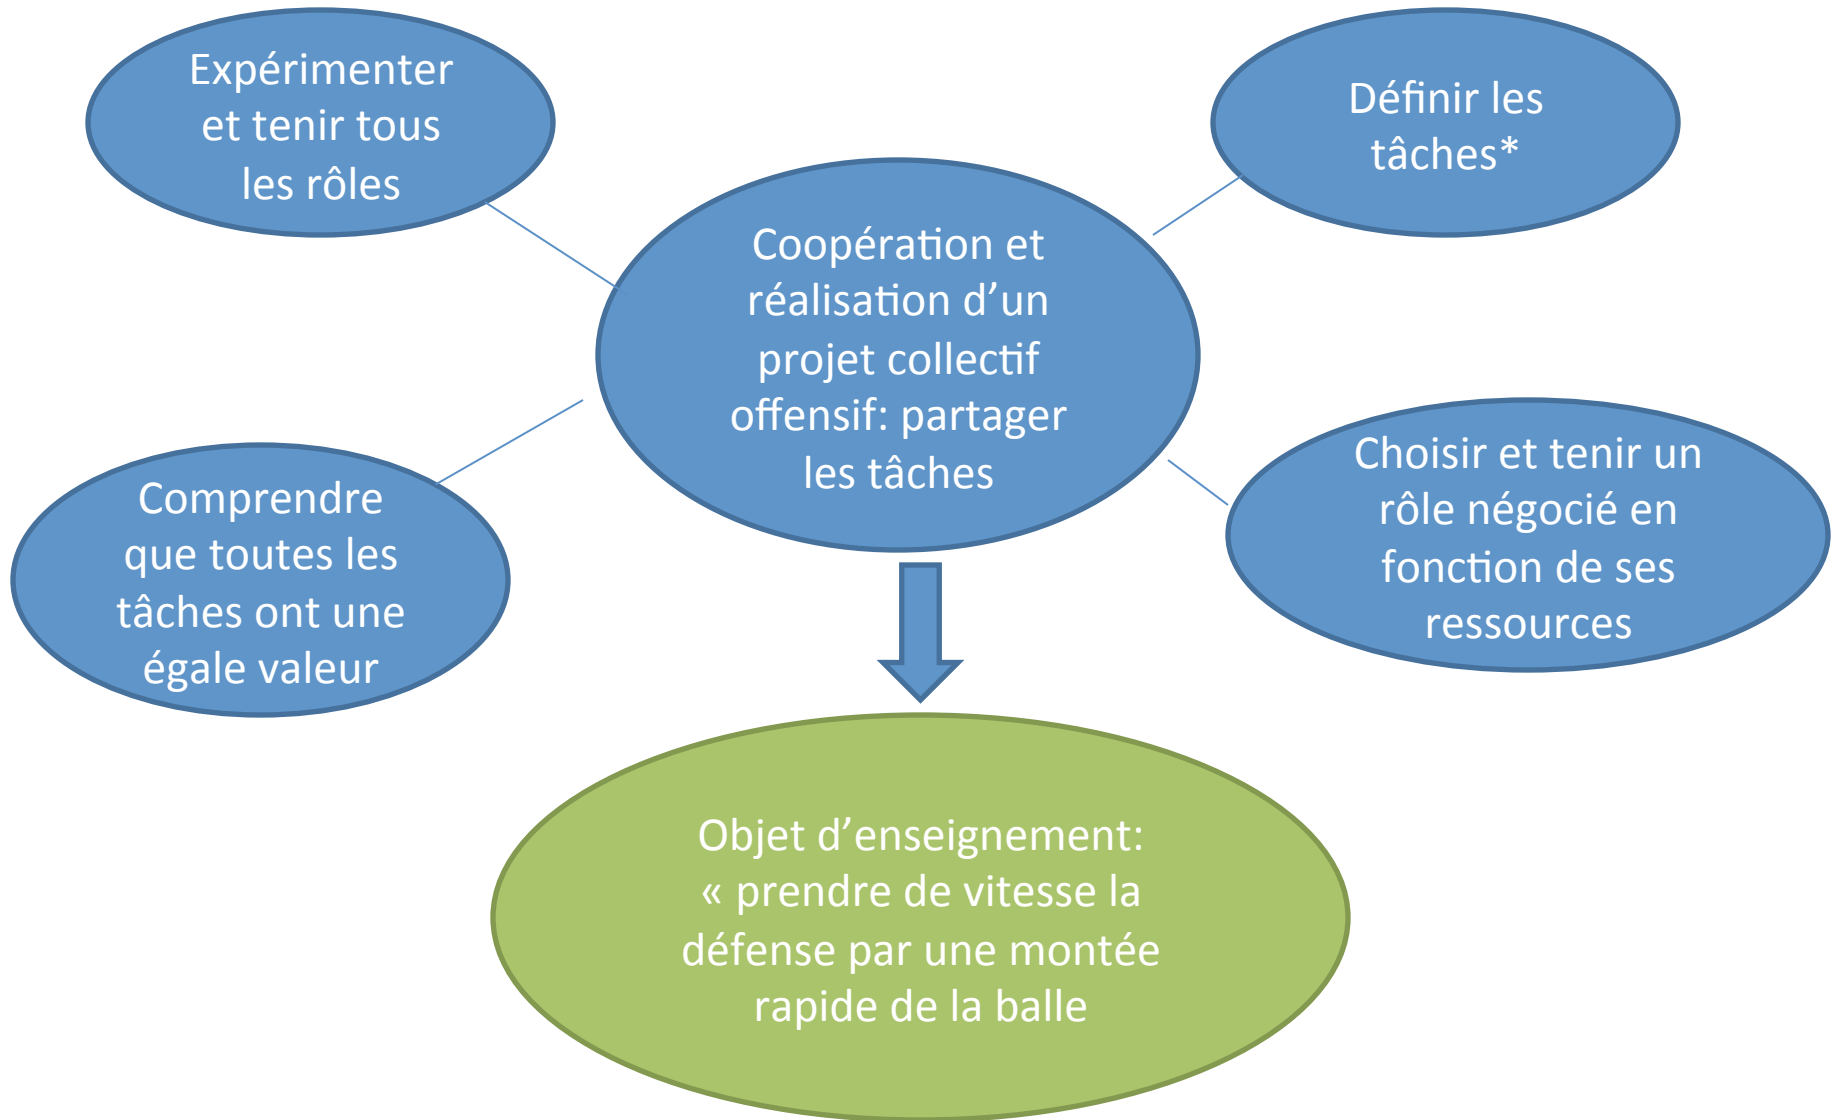 Expérimenter
et tenir tous
les rôles
Définir les
tâches*
Coopération et
réalisation d’un
projet collectif
offensif: partager
les tâches
Comprendre
que toutes les
tâches ont une
égale valeur
Choisir et tenir un
rôle négocié en
fonction de ses
ressources
Objet d’enseignement:
« prendre de vitesse la
défense par une montée
rapide de la balle